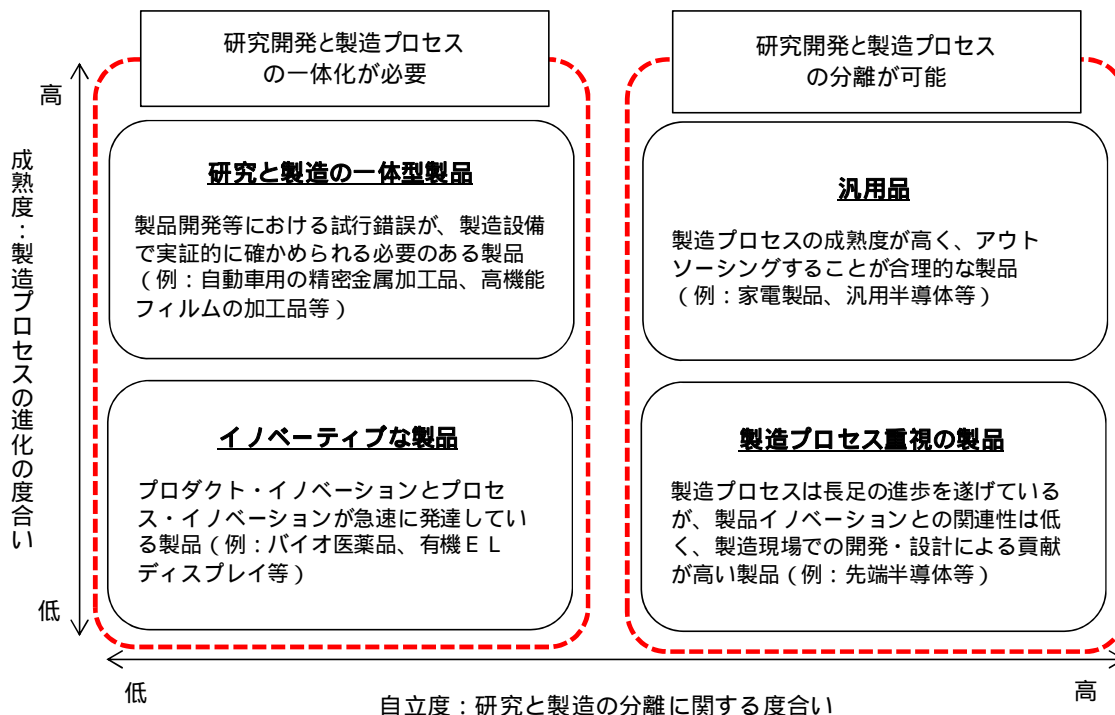 研究開発と製造プロセス
の一体化が必要
研究開発と製造プロセス
の分離が可能
高
成熟度：製造プロセスの進化の度合い
低
研究と製造の一体型製品
製品開発等における試行錯誤が、製造設備
で実証的に確かめられる必要のある製品
（例：自動車用の精密金属加工品、高機能
フィルムの加工品等）
汎用品
製造プロセスの成熟度が高く、アウト
ソーシングすることが合理的な製品
（例：家電製品、汎用半導体等）
イノベーティブな製品
プロダクト・イノベーションとプロセ
ス・イノベーションが急速に発達してい
る製品（例：バイオ医薬品、有機ＥＬ
ディスプレイ等）
製造プロセス重視の製品
製造プロセスは長足の進歩を遂げている
が、製品イノベーションとの関連性は低
く、製造現場での開発・設計による貢献
が高い製品（例：先端半導体等）
低
自立度：研究と製造の分離に関する度合い
高